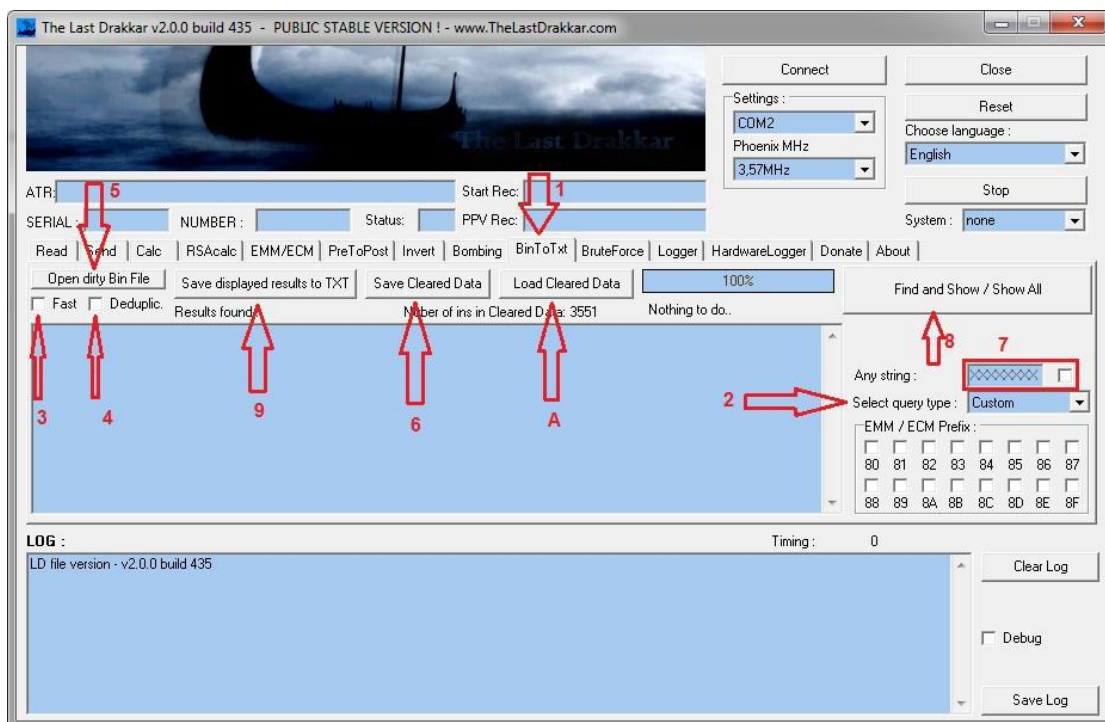 The Last Drakkar v2.0.0 build 435 - PUBLIC STABLE VERSION ! - www.TheLastDrakkar.com
The Last Drakkar
Connect
Close
Settings :
COM2
Phoenix MHz
3,57MHz
Reset
Choose language :
English
Stop
System : none
ATR:
5
Start Rec:
1
SERIAL :
NUMBER :
Status:
PPV Rec:
Read Send Calc RSAcalc EMM/ECM PreToPost Invert Bombing BinToTxt BruteForce Logger HardwareLogger Donate About
Open dirty Bin File Save displayed results to TXT Save Cleared Data Load Cleared Data 100% Find and Show / Show All
Fast Deduplic. Results found Nuber of ins in Cleared Data: 3551 Nothing to do..
8 7
Any string : XXXXXXXXX
2 Select query type : Custom
3 4 9 6 A
EMM / ECM Prefix :
80 81 82 83 84 85 86 87
88 89 8A 8B 8C 8D 8E 8F
LOG :
Timing : 0
LD file version - v2.0.0 build 435
Clear Log
Debug
Save Log